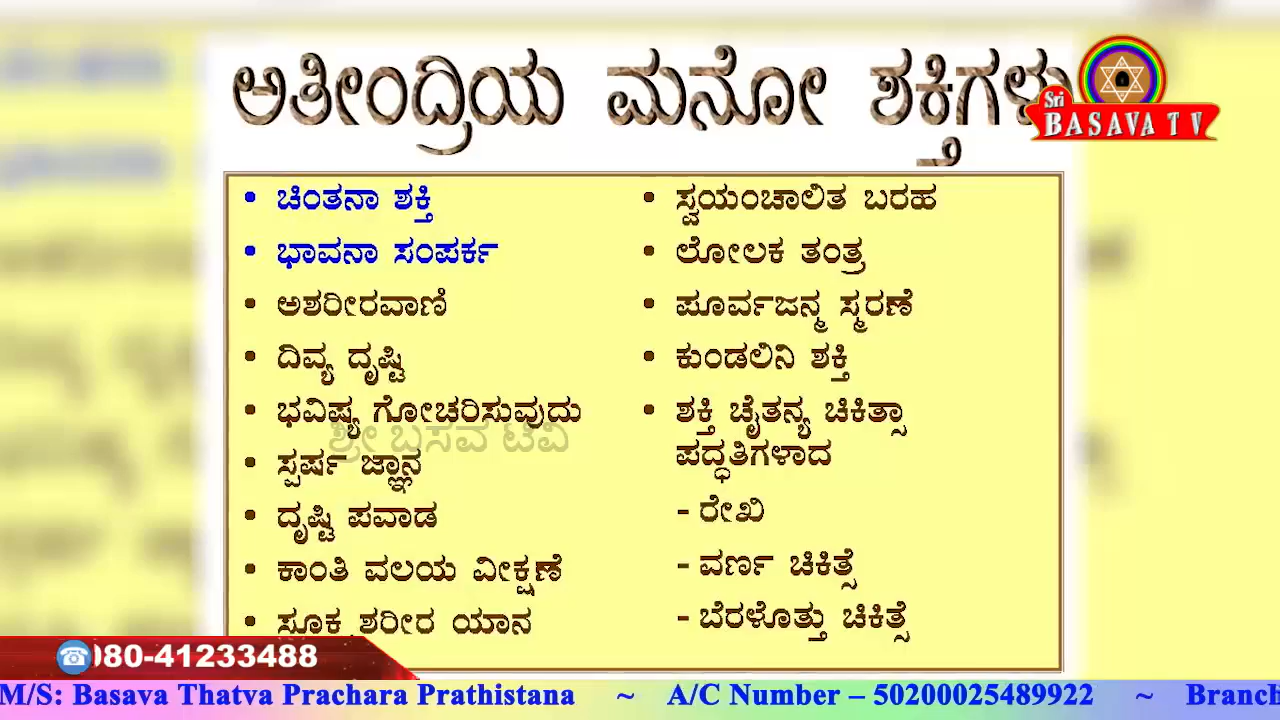 ಅತೀಂದ್ರಿಯ ಮನೋ ಶಕ್ತಿಗಳು
Sri
BASAVA TV
• ಚಿಂತನಾ ಶಕ್ತಿ
• ಭಾವನಾ ಸಂಪರ್ಕ
• ಅಶರೀರವಾಣಿ
• ದಿವ್ಯ ದೃಷ್ಟಿ
• ಭವಿಷ್ಯ ಗೋಚರಿಸುವುದು
• ಸ್ಪರ್ಷ ಜ್ಞಾನ
• ದೃಷ್ಟಿ ಪವಾಡ
• ಕಾಂತಿ ವಲಯ ವೀಕ್ಷಣೆ
• ಶರೀರ ಯಾನ
• ಸ್ವಯಂಚಾಲಿತ ಬರಹ
• ಲೋಲಕ ತಂತ್ರ
• ಪೂರ್ವಜನ್ಮ ಸ್ಮರಣೆ
• ಕುಂಡಲಿನಿ ಶಕ್ತಿ
• ಶಕ್ತಿ ಚೈತನ್ಯ ಚಿಕಿತ್ಸಾ
ಪದ್ಧತಿಗಳಾದ
- ರೇಖಿ
- ವರ್ಣ ಚಿಕಿತ್ಸೆ
- ಬೆರಳೊತ್ತು ಚಿಕಿತ್ಸೆ
ಶ್ರೀ ಬಸವ ಟಿವಿ
080-41233488
M/S: Basava Thatva Prachara Prathistana ~ A/C Number – 50200025489922 ~ Branch